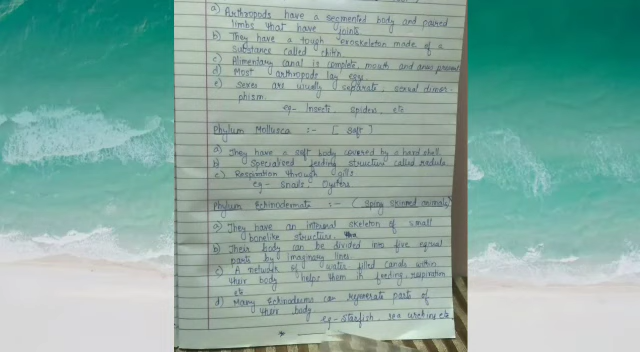 a) Arthropods have a segmented body and paired
limbs that have joints.
b) They have a tough exoskeleton made of a
substance called chitin
c) Alimentary canal is complete, mouth and anus present
d) Most arthropods lay egg.
e) sexes are usually separate, sexual dimor-
phism.
eg- Insects, spiders, etc
Phylum Mollusca :- [ Soft ]
a) They have a soft body covered by a hard shell.
b) Specialised feeding structure called radula.
c) Respiration through gills
eg- snails, Oysters
Phylum Echinodermata :- ( spiny skinned animals)
a) They have an internal skeleton of small
bonelike structure.
b) Their body can be divided into five equal
parts by imaginary lines.
c) A network of water filled canals within
their body helps them in feeding, respiration
etc
d) Many Echinoderms can regenerate parts of
their body.
eg- Starfish, sea urchins etc.